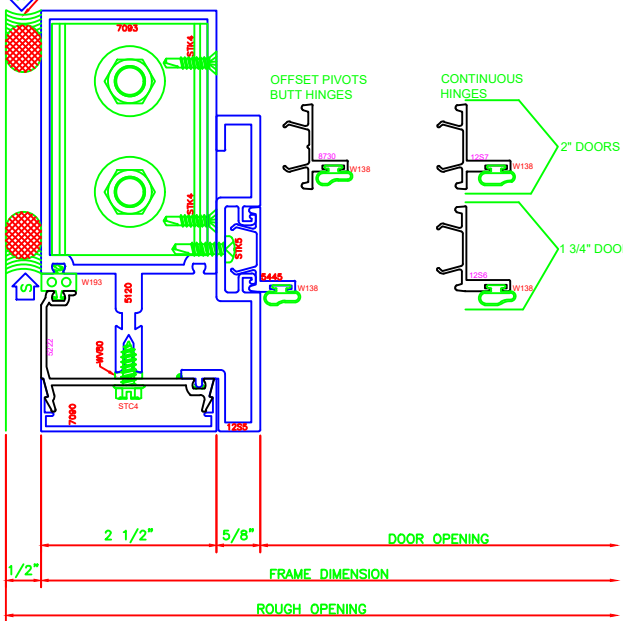 7093
STK4
OFFSET PIVOTS
BUTT HINGES
CONTINUOUS
HINGES
8730
W138
12S7
W138
2" DOORS
STK4
STK5
1 3/4" DOO
S
W193
5120
5445
W138
12S6
W138
5222
WV60
STC4
7090
12S5
2 1/2"
5/8"
DOOR OPENING
1/2"
FRAME DIMENSION
ROUGH OPENING